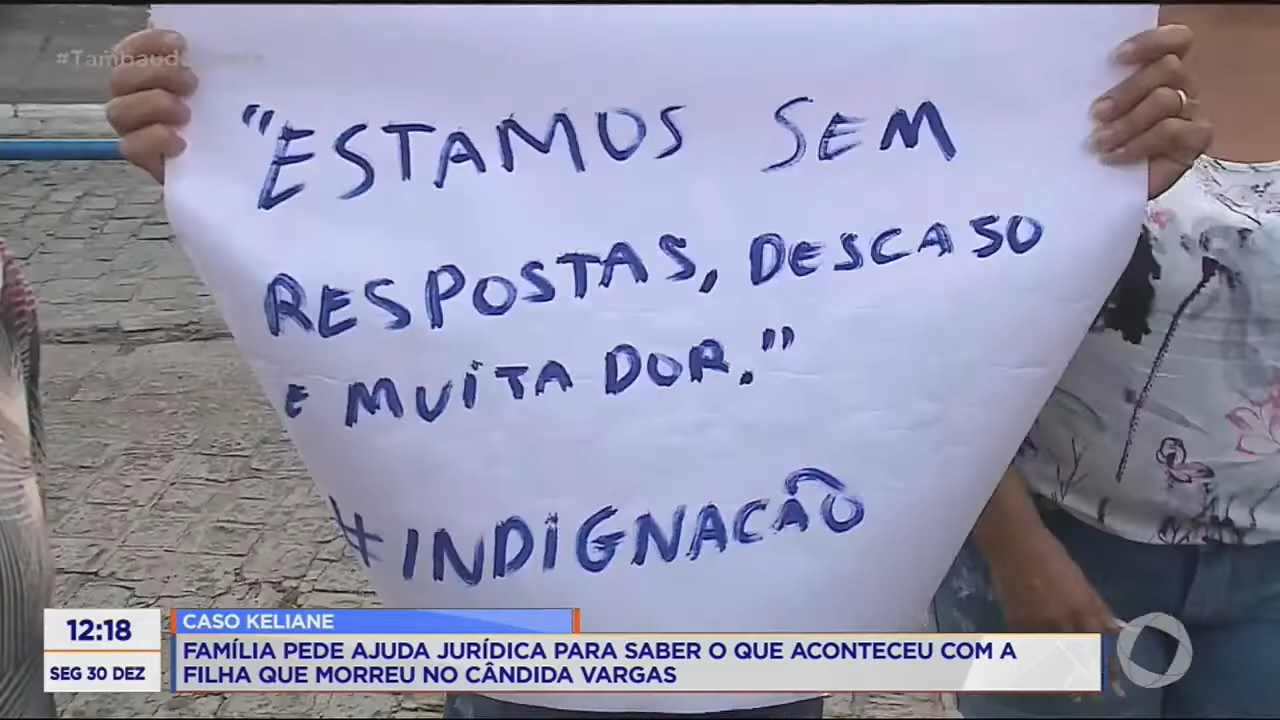 "ESTAMOS SEM
RESPOSTAS, DESCASO
E MUITA DOR."
#INDIGNACÃO
12:18
SEG 30 DEZ
CASO KELIANE
FAMÍLIA PEDE AJUDA JURÍDICA PARA SABER O QUE ACONTECEU COM A
FILHA QUE MORREU NO CÂNDIDA VARGAS